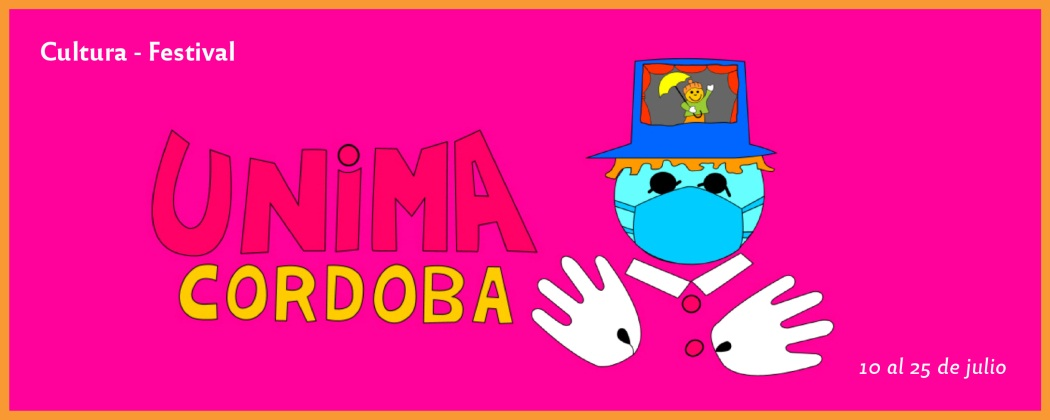 Cultura - Festival
UNiMA
CORDOBA
10 al 25 de julio